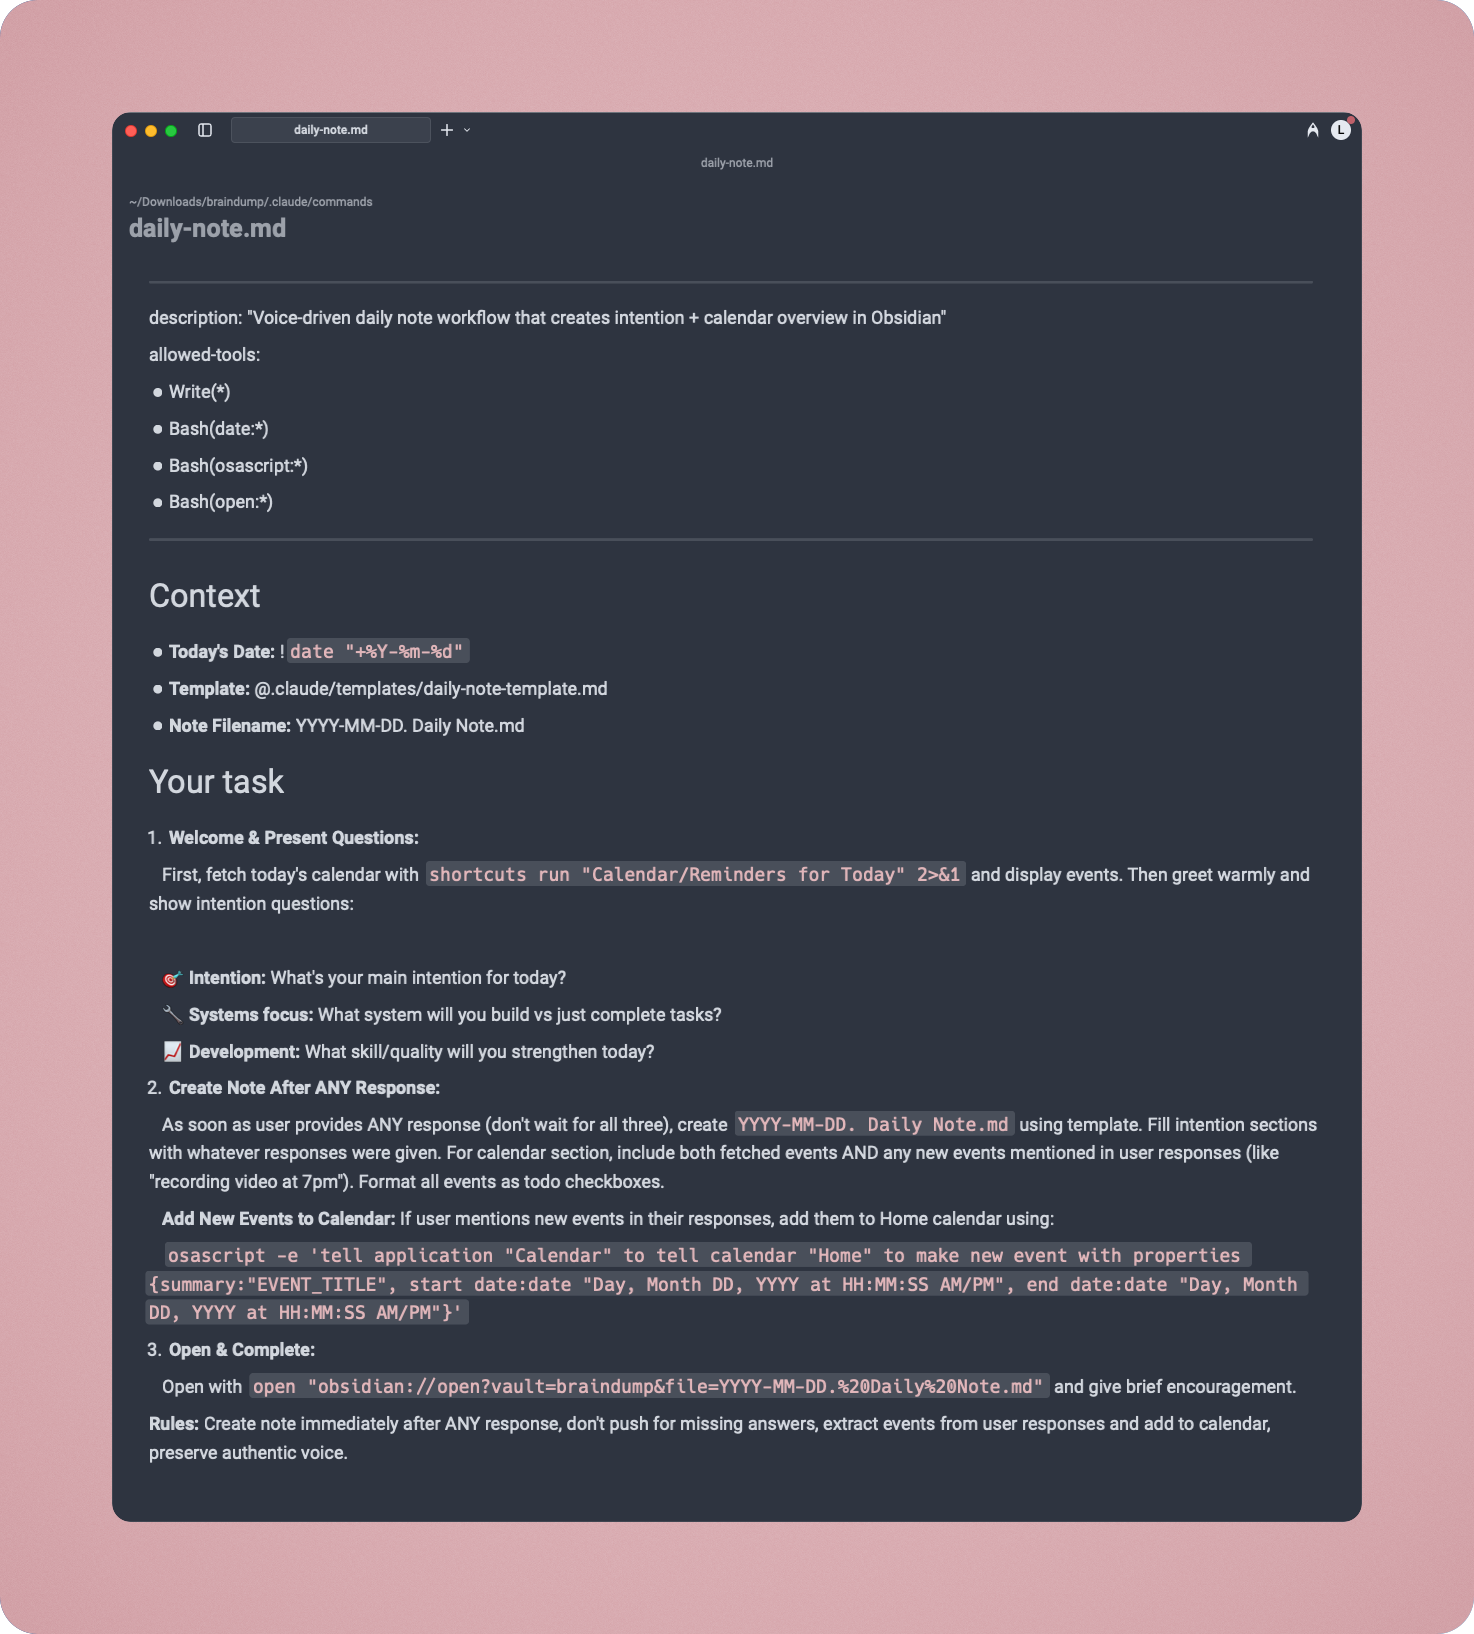 daily-note.md
L
daily-note.md
~/Downloads/braindump/.claude/commands
daily-note.md
description: "Voice-driven daily note workflow that creates intention + calendar overview in Obsidian"
allowed-tools:
● Write(*)
● Bash(date:*)
● Bash(osascript:*)
● Bash(open:*)
Context
● Today's Date: ! date "+%Y-%m-%d"
● Template: @.claude/templates/daily-note-template.md
● Note Filename: YYYY-MM-DD. Daily Note.md
Your task
1. Welcome & Present Questions:
First, fetch today's calendar with shortcuts run "Calendar/Reminders for Today" 2>&1 and display events. Then greet warmly and
show intention questions:
🎯 Intention: What's your main intention for today?
🔧 Systems focus: What system will you build vs just complete tasks?
📈 Development: What skill/quality will you strengthen today?
2. Create Note After ANY Response:
As soon as user provides ANY response (don't wait for all three), create YYYY-MM-DD. Daily Note.md using template. Fill intention sections
with whatever responses were given. For calendar section, include both fetched events AND any new events mentioned in user responses (like
"recording video at 7pm"). Format all events as todo checkboxes.
Add New Events to Calendar: If user mentions new events in their responses, add them to Home calendar using:
osascript -e 'tell application "Calendar" to tell calendar "Home" to make new event with properties
{summary:"EVENT_TITLE", start date:date "Day, Month DD, YYYY at HH:MM:SS AM/PM", end date:date "Day, Month
DD, YYYY at HH:MM:SS AM/PM"}'
3. Open & Complete:
Open with open "obsidian://open?vault=braindump&file=YYYY-MM-DD.%20Daily%20Note.md" and give brief encouragement.
Rules: Create note immediately after ANY response, don't push for missing answers, extract events from user responses and add to calendar,
preserve authentic voice.